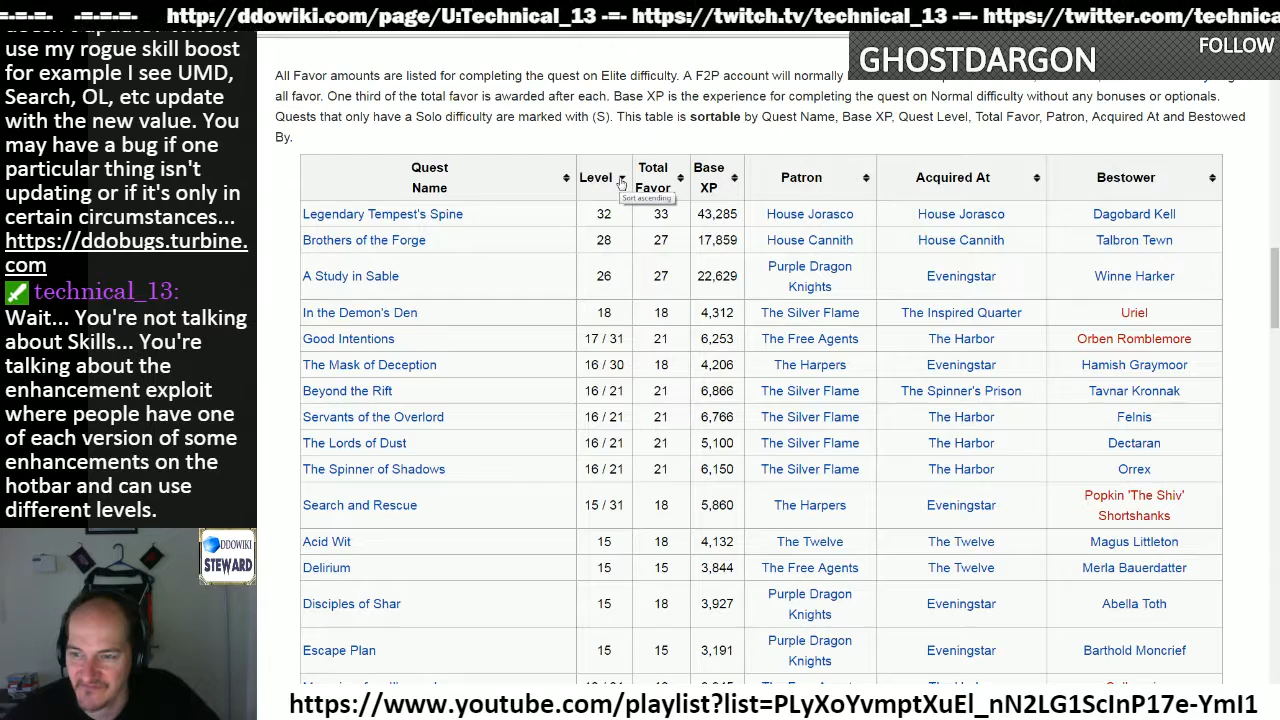 -=-=- -=-=- http://ddowiki.com/page/U:Technical_13 -=- https://twitch.tv/technical_13 -=- https://twitter.com/technica
use my rogue skill boost
for example I see UMD,
Search, OL, etc update
with the new value. You
may have a bug if one
particular thing isn't
updating or if it's only in
certain circumstances...
https://ddobugs.turbine.
com
technical_13:
Wait... You're not talking
about Skills... You're
talking about the
enhancement exploit
where people have one
of each version of some
enhancements on the
hotbar and can use
different levels.
DDOWIKI
STEWARD
GHOSTDARGON
FOLLOW
All Favor amounts are listed for completing the quest on Elite difficulty. A F2P account will normally
all favor. One third of the total favor is awarded after each. Base XP is the experience for completing the quest on Normal difficulty without any bonuses or optionals.
Quests that only have a Solo difficulty are marked with (S). This table is sortable by Quest Name, Base XP, Quest Level, Total Favor, Patron, Acquired At and Bestowed
By.
Quest Name Level Total Favor Base XP Patron Acquired At Bestower
Sort ascending
Legendary Tempest's Spine 32 33 43,285 House Jorasco House Jorasco Dagobard Kell
Brothers of the Forge 28 27 17,859 House Cannith House Cannith Talbron Tewn
A Study in Sable 26 27 22,629 Purple Dragon Knights Eveningstar Winne Harker
In the Demon's Den 18 18 4,312 The Silver Flame The Inspired Quarter Uriel
Good Intentions 17 / 31 21 6,253 The Free Agents The Harbor Orben Romblemore
The Mask of Deception 16 / 30 18 4,206 The Harpers Eveningstar Hamish Graymoor
Beyond the Rift 16 / 21 21 6,866 The Silver Flame The Spinner's Prison Tavnar Kronnak
Servants of the Overlord 16 / 21 21 6,766 The Silver Flame The Harbor Felnis
The Lords of Dust 16 / 21 21 5,100 The Silver Flame The Harbor Dectaran
The Spinner of Shadows 16 / 21 21 6,150 The Silver Flame The Harbor Orrex
Search and Rescue 15 / 31 18 5,860 The Harpers Eveningstar Popkin 'The Shiv' Shortshanks
Acid Wit 15 18 4,132 The Twelve The Twelve Magus Littleton
Delirium 15 15 3,844 The Free Agents The Twelve Merla Bauerdatter
Disciples of Shar 15 18 3,927 Purple Dragon Knights Eveningstar Abella Toth
Escape Plan 15 15 3,191 Purple Dragon Knights Eveningstar Barthold Moncrief
https://www.youtube.com/playlist?list=PLyXoYvmptXuEl_nN2LG1ScInP17e-YmI1